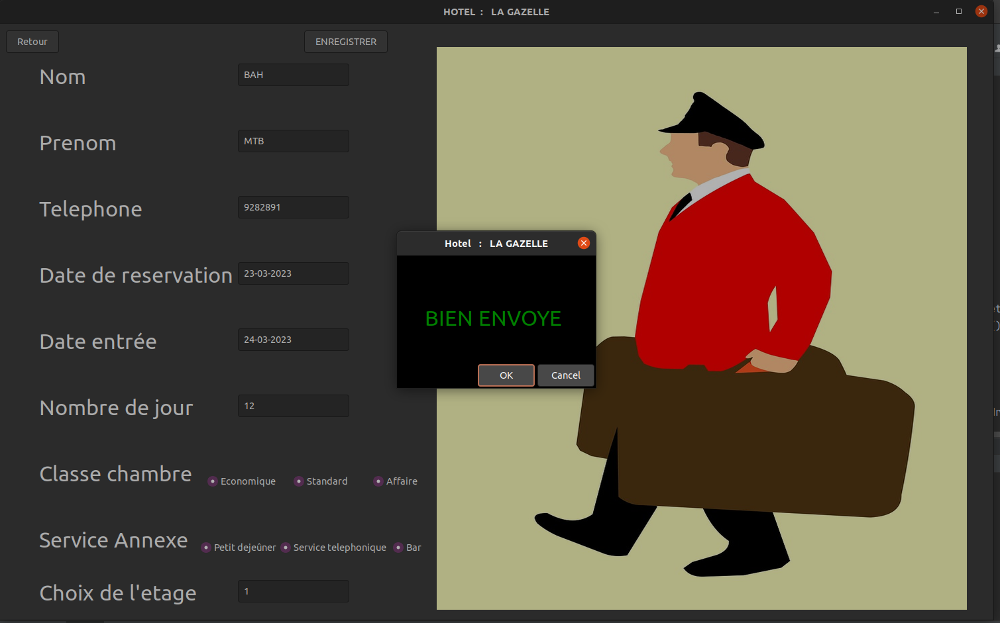 HOTEL : LA GAZELLE
Retour
ENREGISTRER
Nom
BAH
Prenom
MTB
Telephone
9282891
Date de reservation
23-03-2023
Hotel : LA GAZELLE
BIEN ENVOYE
OK
Cancel
Date entrée
24-03-2023
Nombre de jour
12
Classe chambre
Economique
Standard
Affaire
Service Annexe
Petit dejeûner
Service telephonique
Bar
Choix de l'etage
1